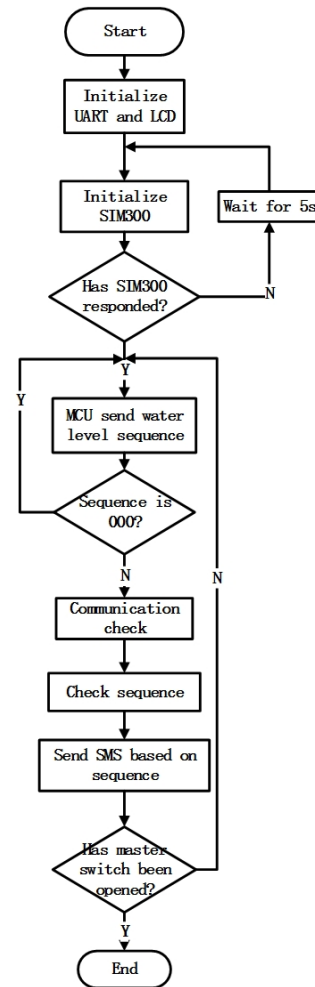 Start
Initialize
UART and LCD
Initialize
SIM300
Wait for 5s
Has SIM300
responded?
N
Y
Y
MCU send water
level sequence
Sequence is
000?
N
N
Communication
check
Check sequence
Send SMS based on
sequence
Has master
switch been
opened?
Y
End